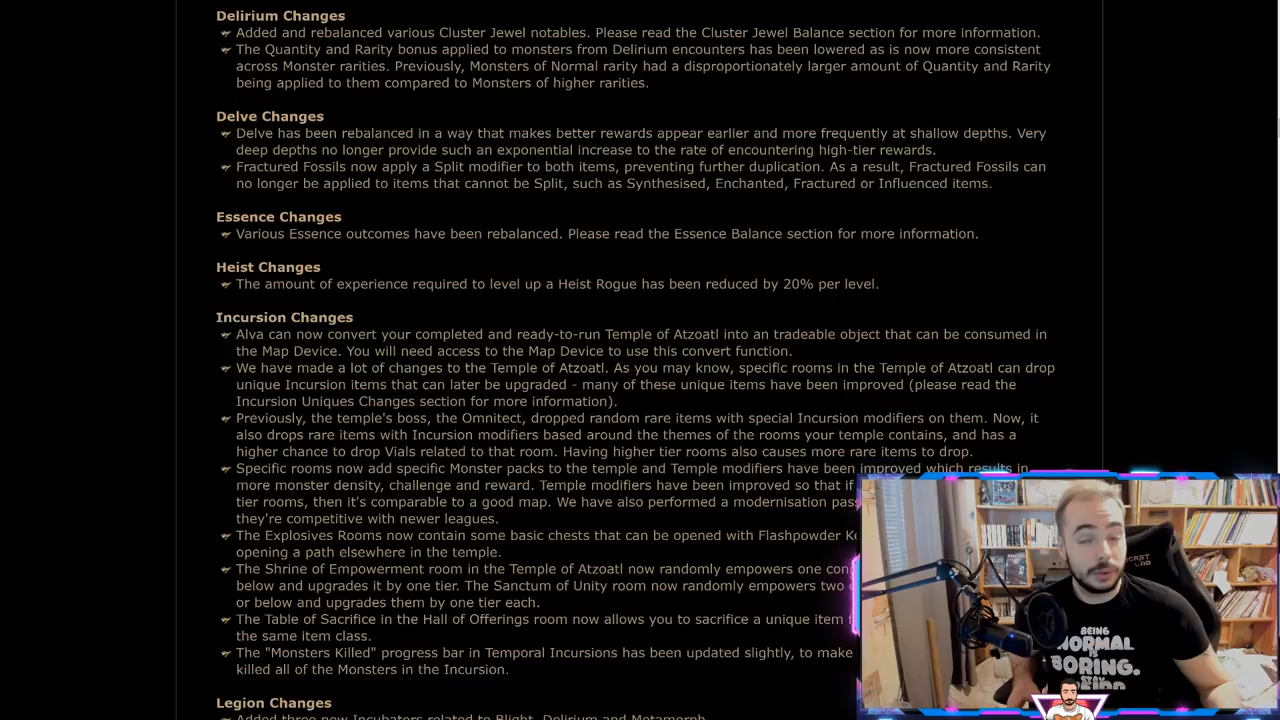 Delirium Changes
Added and rebalanced various Cluster Jewel notables. Please read the Cluster Jewel Balance section for more information.
The Quantity and Rarity bonus applied to monsters from Delirium encounters has been lowered as is now more consistent
across Monster rarities. Previously, Monsters of Normal rarity had a disproportionately larger amount of Quantity and Rarity
being applied to them compared to Monsters of higher rarities.
Delve Changes
Delve has been rebalanced in a way that makes better rewards appear earlier and more frequently at shallow depths. Very
deep depths no longer provide such an exponential increase to the rate of encountering high-tier rewards.
Fractured Fossils now apply a Split modifier to both items, preventing further duplication. As a result, Fractured Fossils can
no longer be applied to items that cannot be Split, such as Synthesised, Enchanted, Fractured or Influenced items.
Essence Changes
Various Essence outcomes have been rebalanced. Please read the Essence Balance section for more information.
Heist Changes
The amount of experience required to level up a Heist Rogue has been reduced by 20% per level.
Incursion Changes
Alva can now convert your completed and ready-to-run Temple of Atzoatl into an tradeable object that can be consumed in
the Map Device. You will need access to the Map Device to use this convert function.
We have made a lot of changes to the Temple of Atzoatl. As you may know, specific rooms in the Temple of Atzoatl can drop
unique Incursion items that can later be upgraded - many of these unique items have been improved (please read the
Incursion Uniques Changes section for more information).
Previously, the temple's boss, the Omnitect, dropped random rare items with special Incursion modifiers on them. Now, it
also drops rare items with Incursion modifiers based around the themes of the rooms your temple contains, and has a
higher chance to drop Vials related to that room. Having higher tier rooms also causes more rare items to drop.
Specific rooms now add specific Monster packs to the temple and Temple modifiers have been improved which results in
more monster density, challenge and reward. Temple modifiers have been improved so that if
tier rooms, then it's comparable to a good map. We have also performed a modernisation
they're competitive with newer leagues.
The Explosives Rooms now contain some basic chests that can be opened with Flashpowder
opening a path elsewhere in the temple.
The Shrine of Empowerment room in the Temple of Atzoatl now randomly empowers one
below and upgrades it by one tier. The Sanctum of Unity room now randomly empowers two
or below and upgrades them by one tier each.
The Table of Sacrifice in the Hall of Offerings room now allows you to sacrifice a unique item
the same item class.
The "Monsters Killed" progress bar in Temporal Incursions has been updated slightly, to make
killed all of the Monsters in the Incursion.
Legion Changes
Added three new Incubators related to Blight, Delirium and Metamorph.
BEING
NORMAL
IS
BORING.
STAY
SECRET
LAB